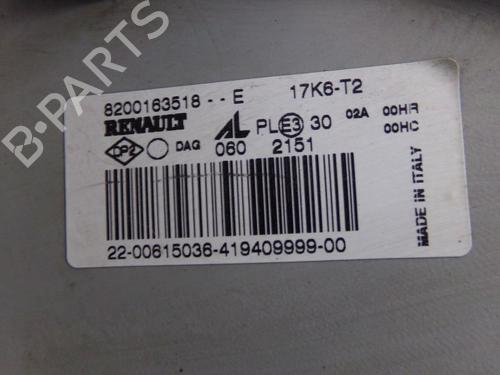 8200163518 - - E 17K6-T2
RENAULT AL PL E3 30 02A 00HR
00HC
DP2 DAG 060 2151
MADE IN ITALY
22-00615036-419409999-00
B-PARTS